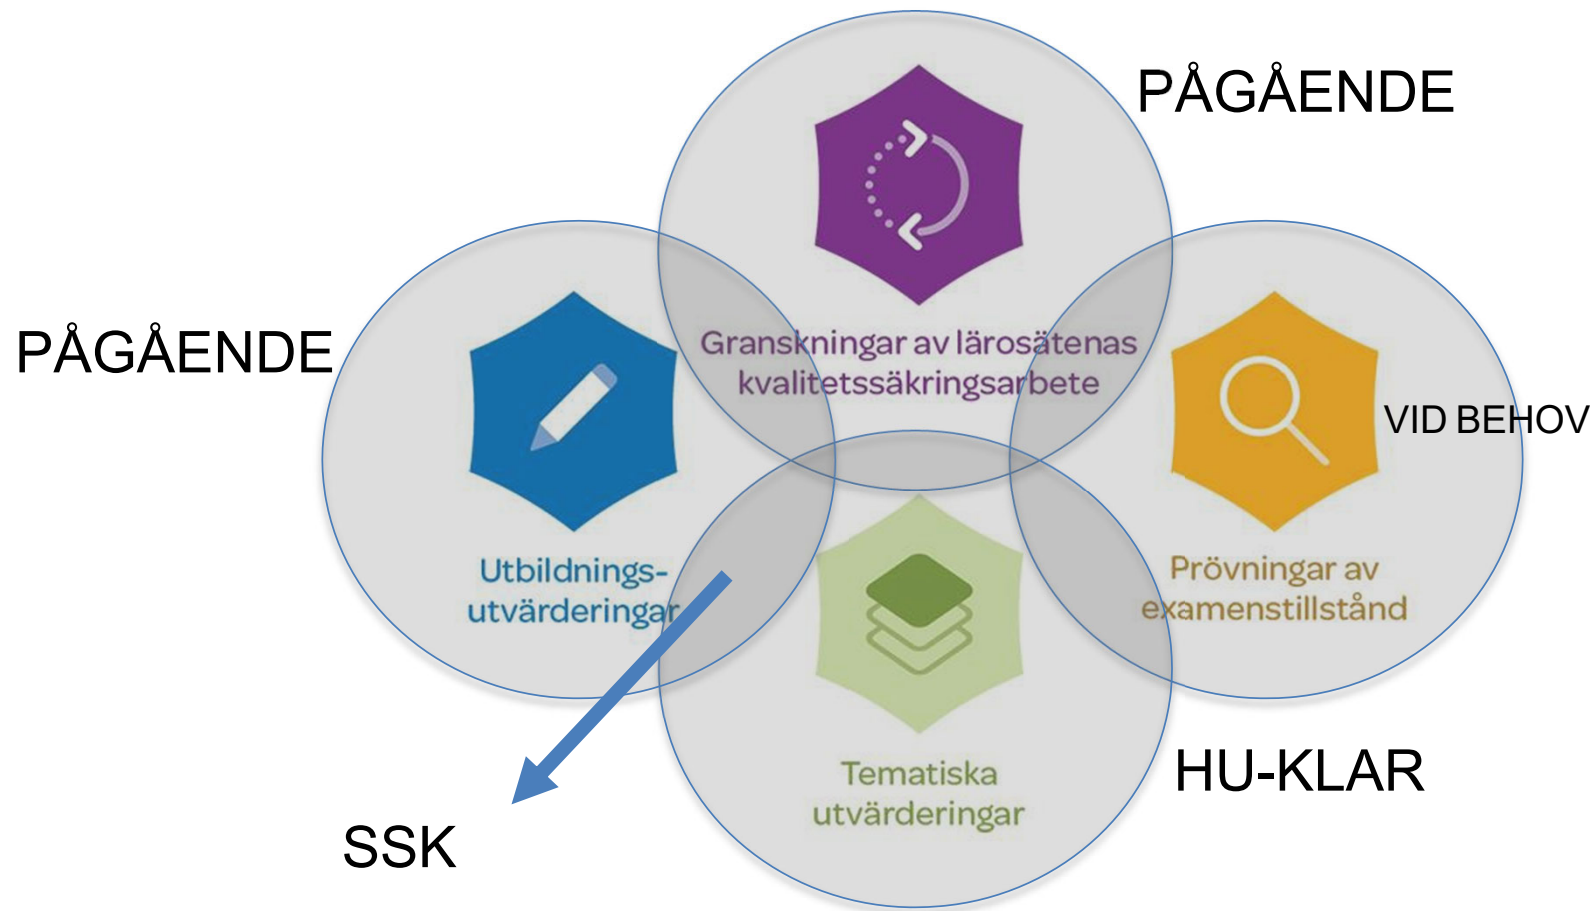 PÅGÅENDE
Granskningar av lärosätenas
kvalitetssäkringsarbete
PÅGÅENDE
Utbildnings-
utvärderingar
VID BEHOV
Prövningar av
examenstillstånd
Tematiska
utvärderingar
HU-KLAR
SSK